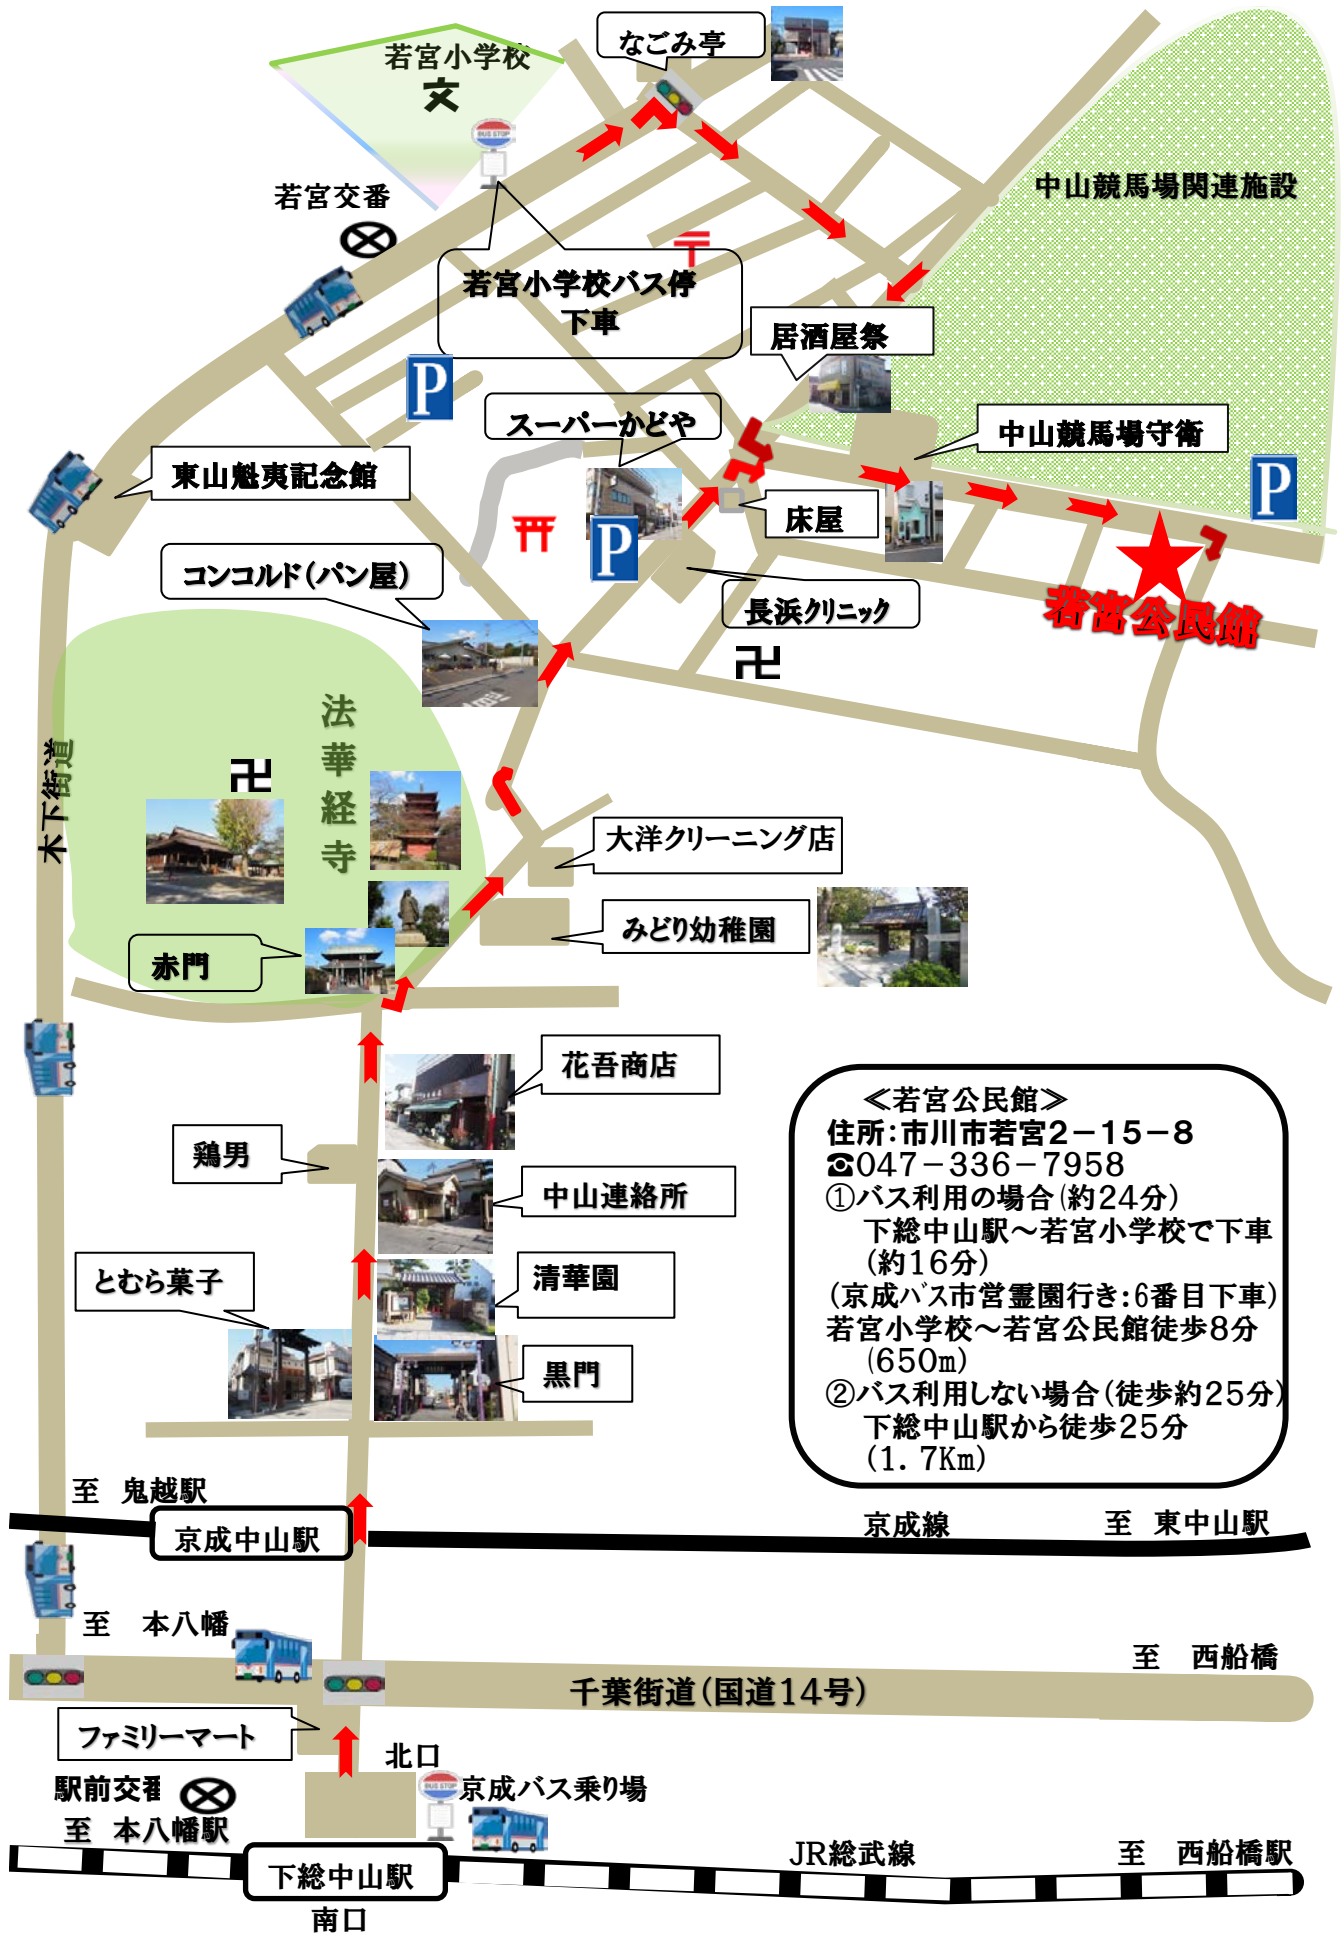 なごみ亭
若宮小学校
文
BUS STOP
中山競馬場関連施設
若宮交番
若宮小学校バス停
下車
居酒屋祭
P
スーパーかどや
中山競馬場守衛
東山魁夷記念館
P
床屋
P
コンコルド(パン屋)
長浜クリニック
若宮公民館
法華経寺
木下街道
大洋クリーニング店
みどり幼稚園
赤門
花吾商店
鶏男
中山連絡所
とむら菓子
清華園
黒門
≪若宮公民館≫
住所:市川市若宮2-15-8
☎047-336-7958
①バス利用の場合(約24分)
下総中山駅~若宮小学校で下車
(約16分)
(京成バス市営霊園行き:6番目下車)
若宮小学校~若宮公民館徒歩8分
(650m)
②バス利用しない場合(徒歩約25分)
下総中山駅から徒歩25分
(1.7Km)
至 鬼越駅
京成中山駅
京成線
至 東中山駅
至 本八幡
至 西船橋
千葉街道(国道14号)
ファミリーマート
北口
駅前交番
BUS STOP
京成バス乗り場
至 本八幡駅
下総中山駅
JR総武線
至 西船橋駅
南口